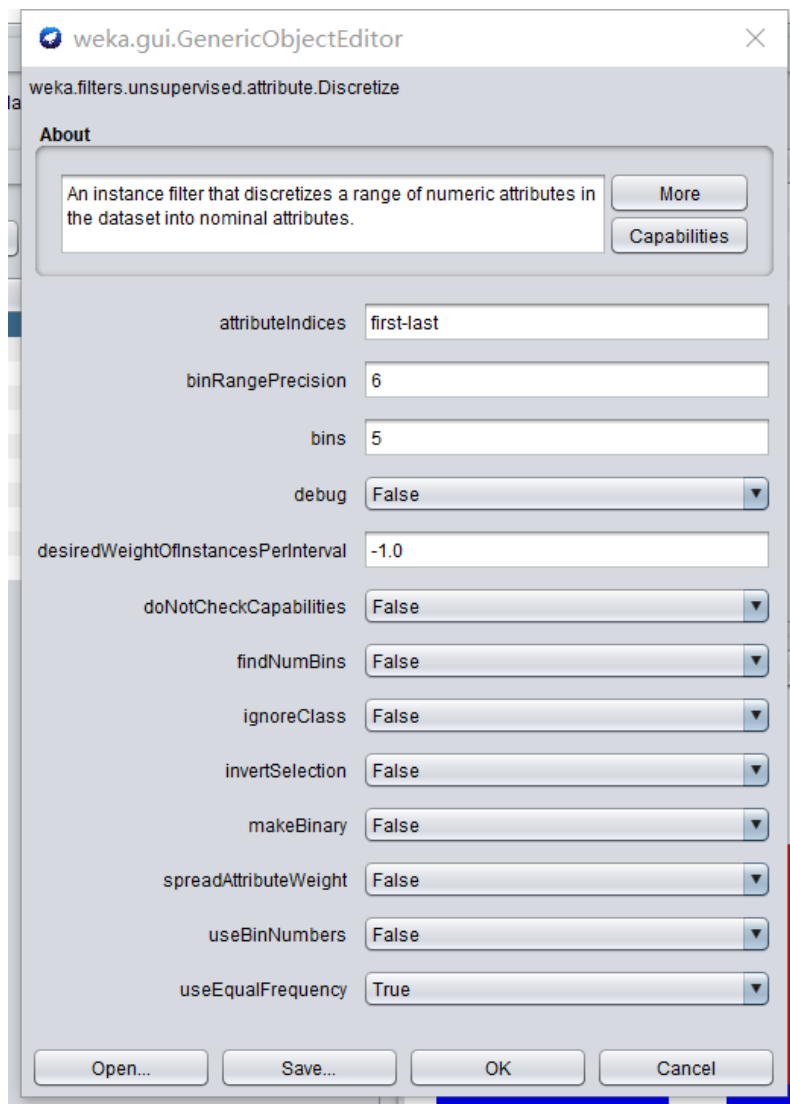 weka.gui.GenericObjectEditor
weka.filters.unsupervised.attribute.Discretize
la
About
An instance filter that discretizes a range of numeric attributes in
the dataset into nominal attributes.
More
Capabilities
attributeIndices first-last
binRangePrecision 6
bins 5
debug False
desiredWeightOfInstancesPerInterval -1.0
doNotCheckCapabilities False
findNumBins False
ignoreClass False
invertSelection False
makeBinary False
spreadAttributeWeight False
useBinNumbers False
useEqualFrequency True
Open... Save... OK Cancel